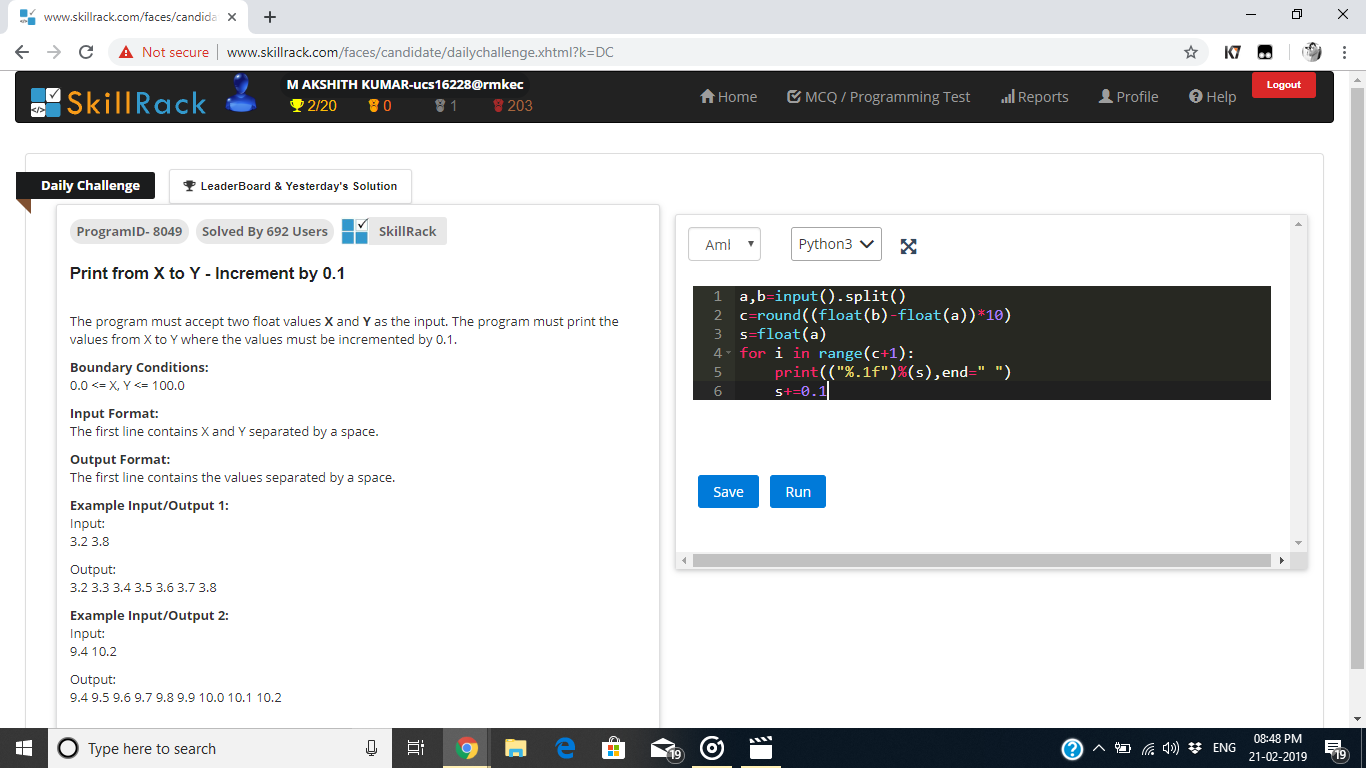 www.skillrack.com/faces/candida
Not secure | www.skillrack.com/faces/candidate/dailychallenge.xhtml?k=DC
K7
SkillRack
M AKSHITH KUMAR-ucs16228@rmkec
2/20 0 1 203
Home MCQ / Programming Test Reports Profile Help Logout
Daily Challenge
LeaderBoard & Yesterday's Solution
ProgramID- 8049 Solved By 692 Users SkillRack
Print from X to Y - Increment by 0.1
The program must accept two float values X and Y as the input. The program must print the
values from X to Y where the values must be incremented by 0.1.
Boundary Conditions:
0.0 <= X, Y <= 100.0
Input Format:
The first line contains X and Y separated by a space.
Output Format:
The first line contains the values separated by a space.
Example Input/Output 1:
Input:
3.2 3.8
Output:
3.2 3.3 3.4 3.5 3.6 3.7 3.8
Example Input/Output 2:
Input:
9.4 10.2
Output:
9.4 9.5 9.6 9.7 9.8 9.9 10.0 10.1 10.2
Aml Python3
1 a,b=input().split()
2 c=round((float(b)-float(a))*10)
3 s=float(a)
4 for i in range(c+1):
5     print(("%.1f")%(s),end=" ")
6     s+=0.1
Save Run
Type here to search
19
ENG
08:48 PM
21-02-2019
19